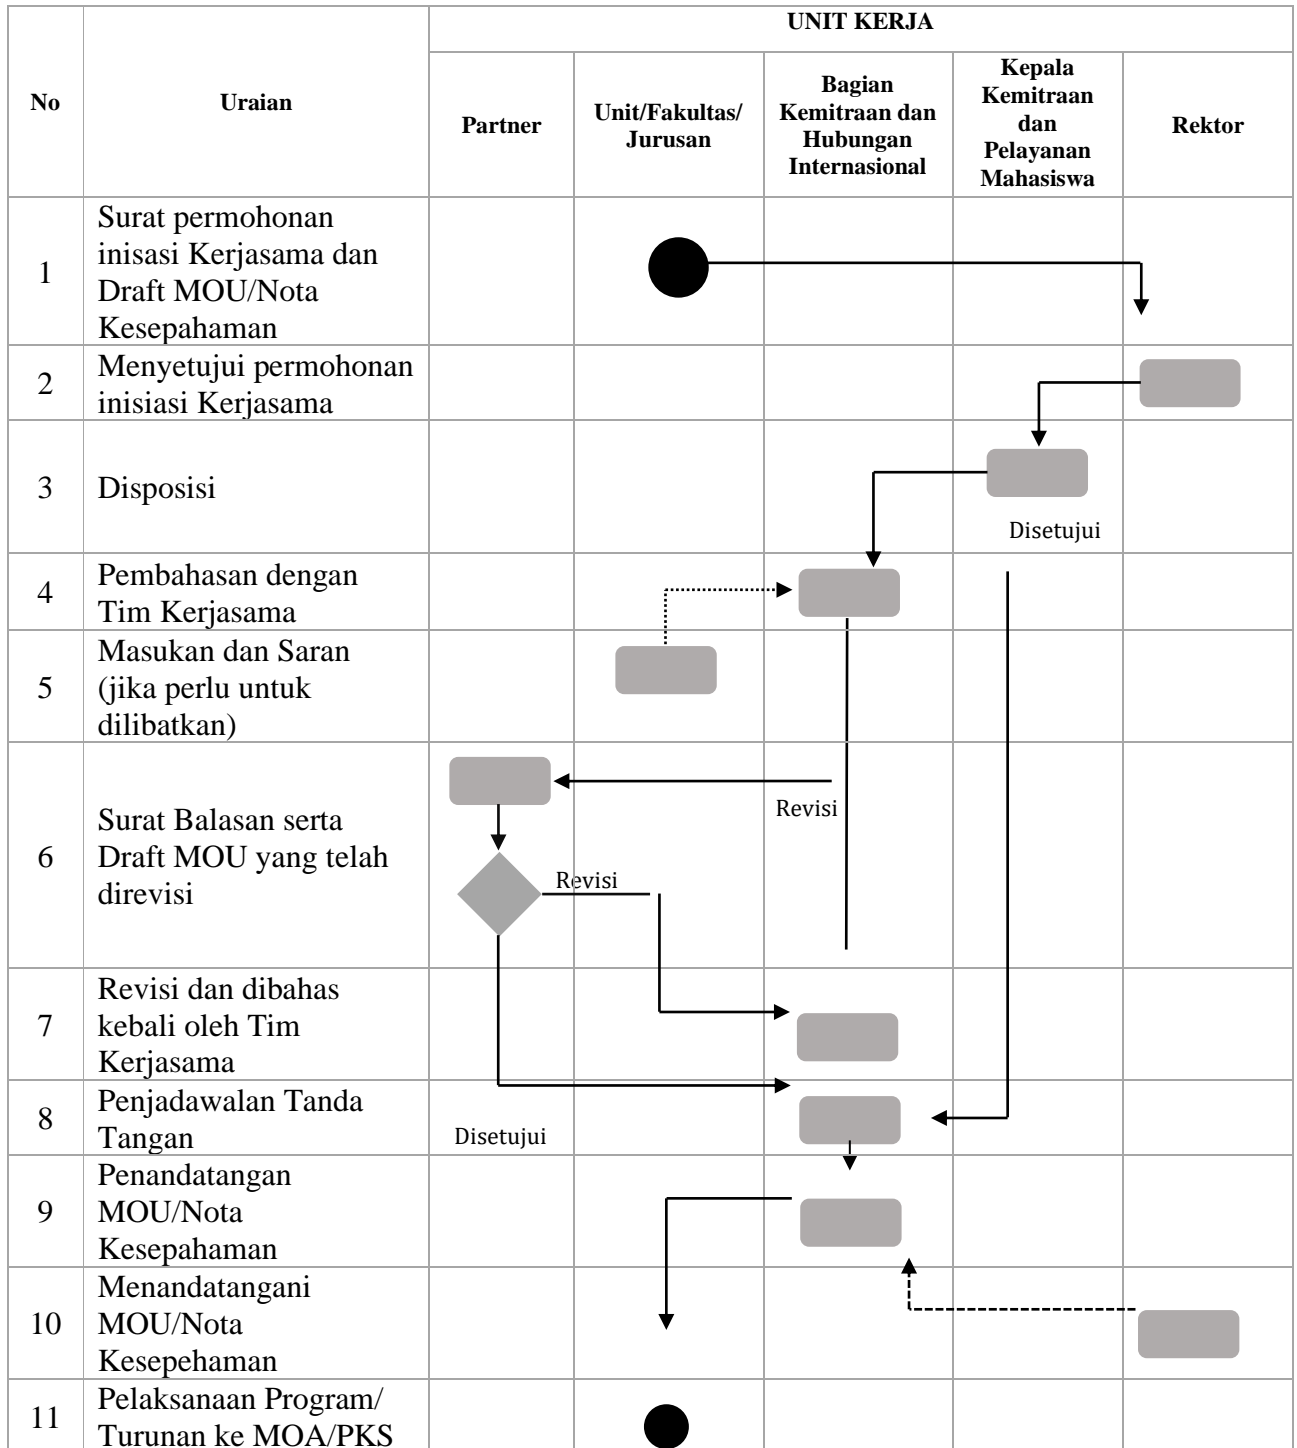 UNIT KERJA
No
Uraian
Partner
Unit/Fakultas/
Jurusan
Bagian
Kemitraan dan
Hubungan
Internasional
Kepala
Kemitraan
dan
Pelayanan
Mahasiswa
Rektor
1
Surat permohonan
inisasi Kerjasama dan
Draft MOU/Nota
Kesepahaman
2
Menyetujui permohonan
inisiasi Kerjasama
3
Disposisi
Disetujui
4
Pembahasan dengan
Tim Kerjasama
5
Masukan dan Saran
(jika perlu untuk
dilibatkan)
6
Surat Balasan serta
Draft MOU yang telah
direvisi
Revisi
Revisi
7
Revisi dan dibahas
kebali oleh Tim
Kerjasama
8
Penjadawalan Tanda
Tangan
Disetujui
9
Penandatangan
MOU/Nota
Kesepahaman
10
Menandatangani
MOU/Nota
Kesepehaman
11
Pelaksanaan Program/
Turunan ke MOA/PKS